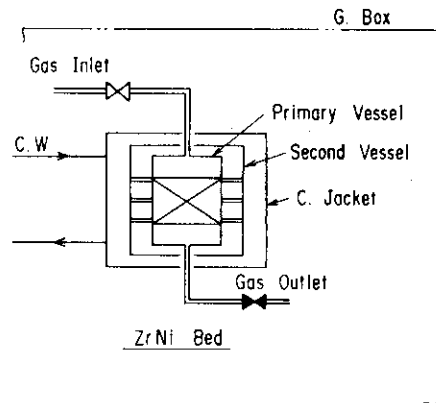 G. Box
Gas Inlet
Primary Vessel
C.W
Second Vessel
C. Jacket
Gas Outlet
ZrNi Bed